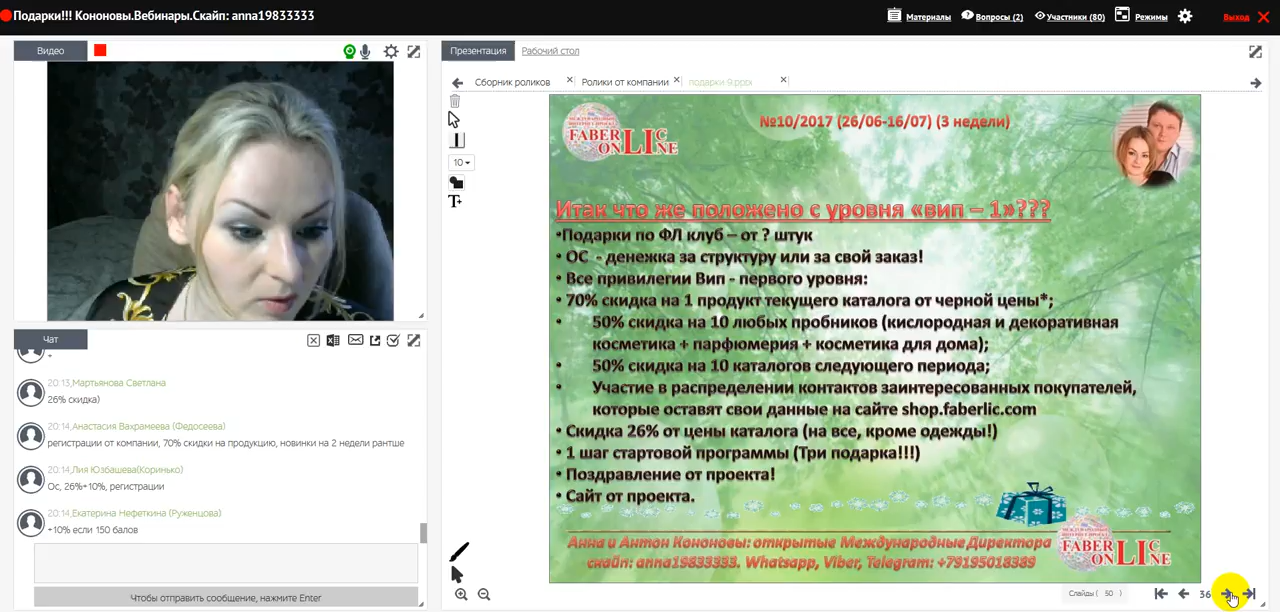 Подарки!!! Кононовы.Вебинары.Скайп: anna19833333
Материалы
Вопросы (2)
Участники (80)
Режимы
Выход
Видео
Презентация
Рабочий стол
Сборник роликов
Ролики от компании
подарки 9.pptx
10
МЕЖДУНАРОДНЫЙ
ИНТЕРНЕТ-ПРОЕКТ
FABERLIC
ONLINE
№10/2017 (26/06-16/07) (3 недели)
Итак что же положено с уровня «вип – 1»???
•Подарки по ФЛ клуб – от ? штук
• ОС - денежка за структуру или за свой заказ!
• Все привилегии Вип - первого уровня:
• 70% скидка на 1 продукт текущего каталога от черной цены*;
• 50% скидка на 10 любых пробников (кислородная и декоративная
косметика + парфюмерия + косметика для дома);
• 50% скидка на 10 каталогов следующего периода;
• Участие в распределении контактов заинтересованных покупателей,
которые оставят свои данные на сайте shop.faberlic.com
• Скидка 26% от цены каталога (на все, кроме одежды!)
• 1 шаг стартовой программы (Три подарка!!!)
• Поздравление от проекта!
• Сайт от проекта.
Анна и Антон Кононовы: открытые Международные Директора
скайп: anna19833333. Whatsapp, Viber, Telegram: +79195018389
FABERLIC
ONLINE
Слайды ( 50 )
36
Чат
+
20:13,Мартьянова Светлана
26% скидка)
20:14,Анастасия Вахрамеева (Федосеева)
регистрации от компании, 70% скидки на продукцию, новинки на 2 недели рантше
20:14,Лия Юзбашева(Коринько)
Ос, 26%+10%, регистрации
20:14,Екатерина Нефеткина (Руженцова)
+10% если 150 балов
Чтобы отправить сообщение, нажмите Enter